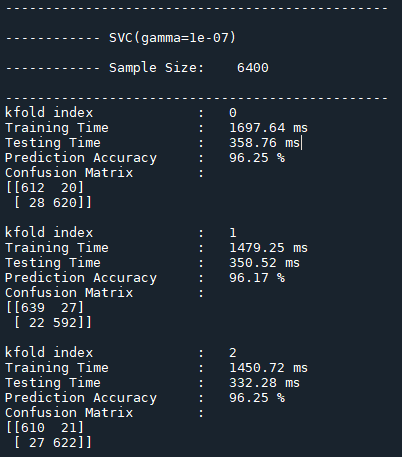 ------------------------------------------------
------------ SVC(gamma=1e-07)
------------ Sample Size:    6400
------------------------------------------------
kfold index             :   0
Training Time           :   1697.64 ms
Testing Time            :   358.76 ms
Prediction Accuracy     :   96.25 %
Confusion Matrix        :
[[612  20]
 [ 28 620]]
kfold index             :   1
Training Time           :   1479.25 ms
Testing Time            :   350.52 ms
Prediction Accuracy     :   96.17 %
Confusion Matrix        :
[[639  27]
 [ 22 592]]
kfold index             :   2
Training Time           :   1450.72 ms
Testing Time            :   332.28 ms
Prediction Accuracy     :   96.25 %
Confusion Matrix        :
[[610  21]
 [ 27 622]]